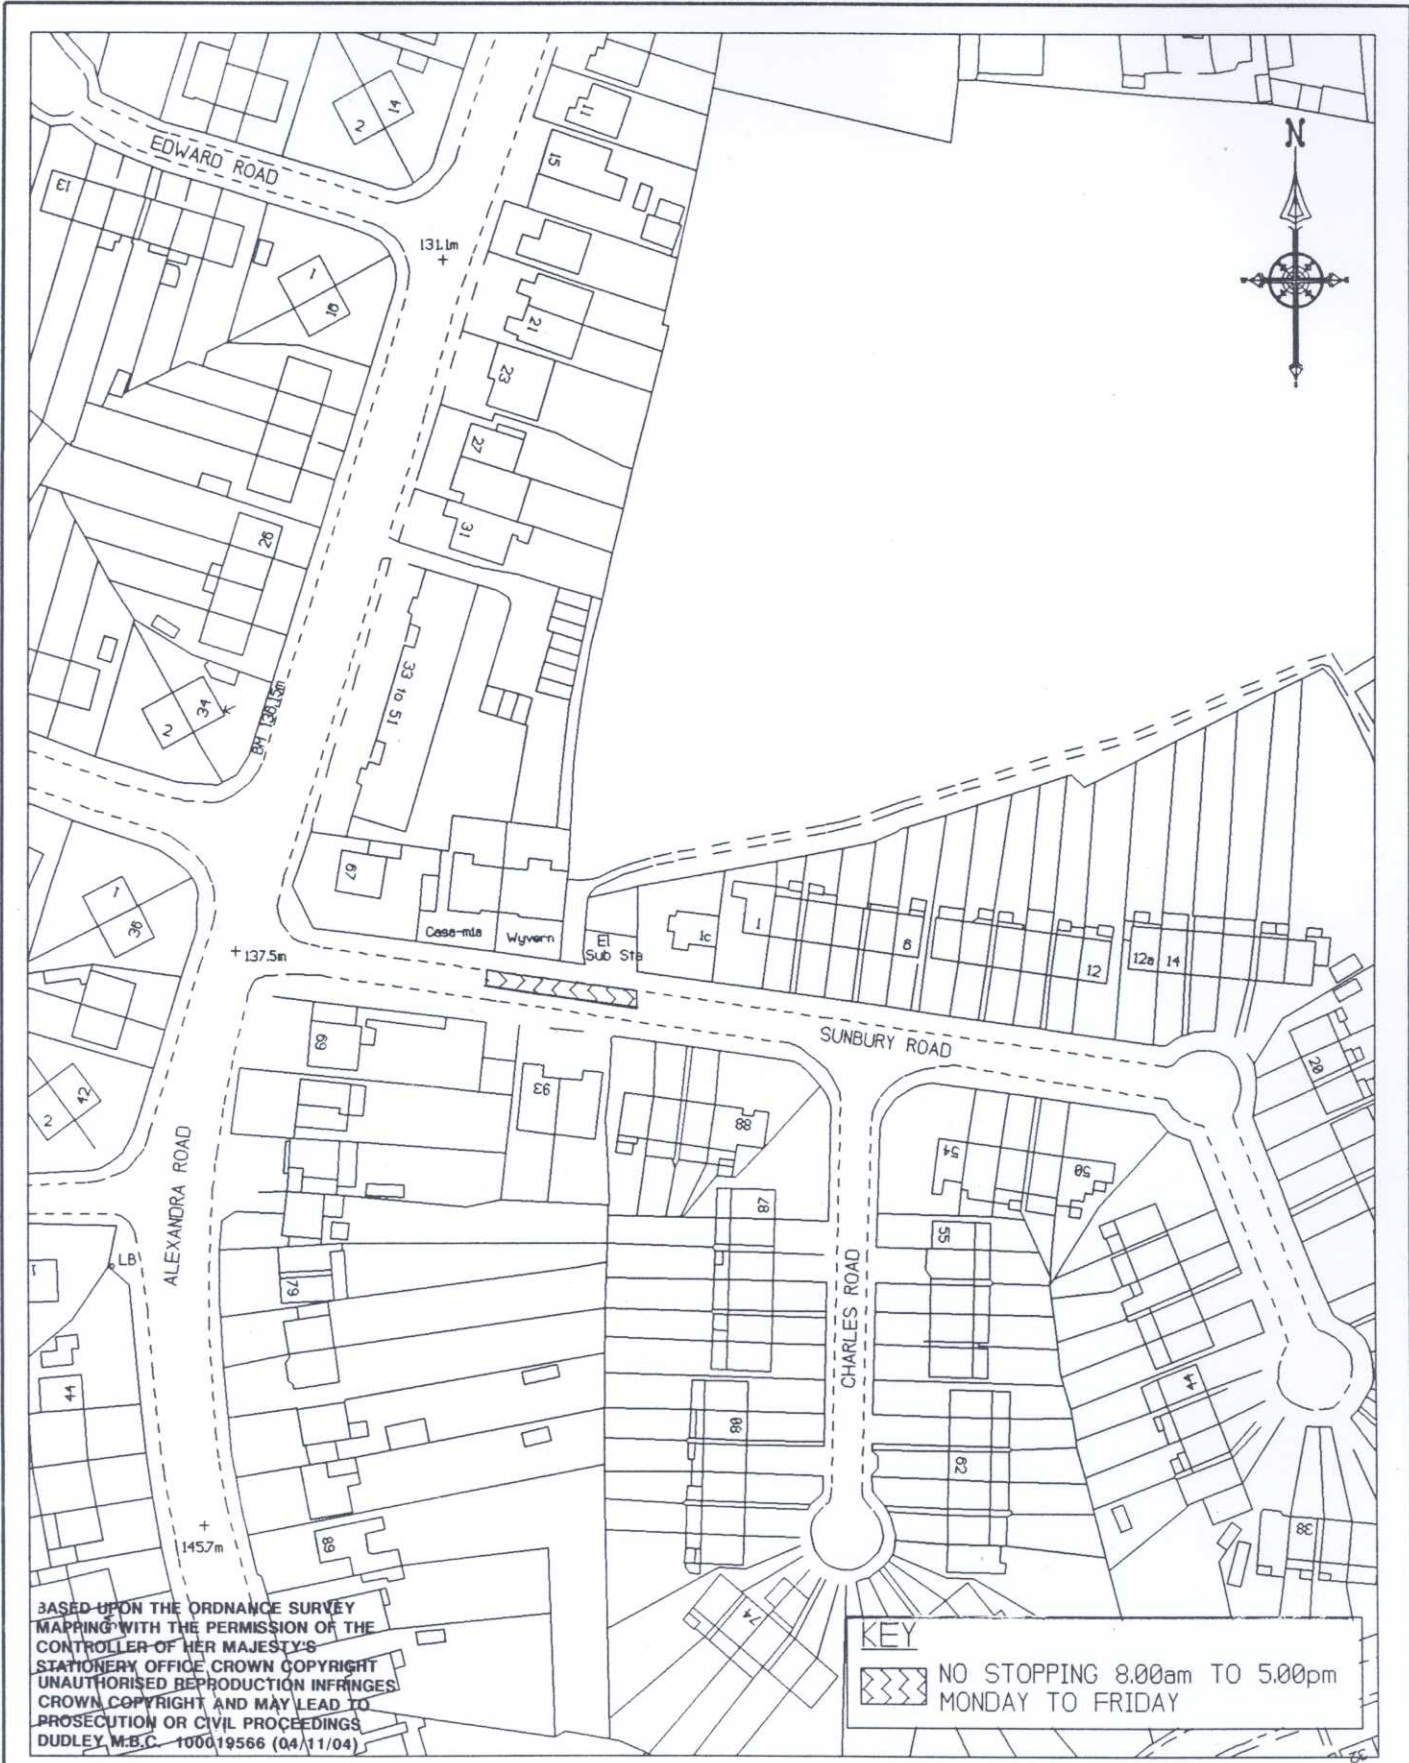 14
2
11
EDWARD ROAD
15
N
13
131.1m
1
16
21
23
27
31
26
33 to 51
34
2
BM 136.15m
67
1
36
Casa-mia
Wyvern
El
Sub Sta
1c
1
8
12
12a
14
137.5m
SUNBURY ROAD
69
93
88
20
42
2
54
50
ALEXANDRA ROAD
87
55
LB
1
79
CHARLES ROAD
44
44
80
62
145.7m
89
38
74
BASED UPON THE ORDNANCE SURVEY
MAPPING WITH THE PERMISSION OF THE
CONTROLLER OF HER MAJESTY'S
STATIONERY OFFICE CROWN COPYRIGHT
UNAUTHORISED REPRODUCTION INFRINGES
CROWN COPYRIGHT AND MAY LEAD TO
PROSECUTION OR CIVIL PROCEEDINGS
DUDLEY M.B.C. 100019566 (04/11/04)
KEY
NO STOPPING 8.00am TO 5.00pm
MONDAY TO FRIDAY
32